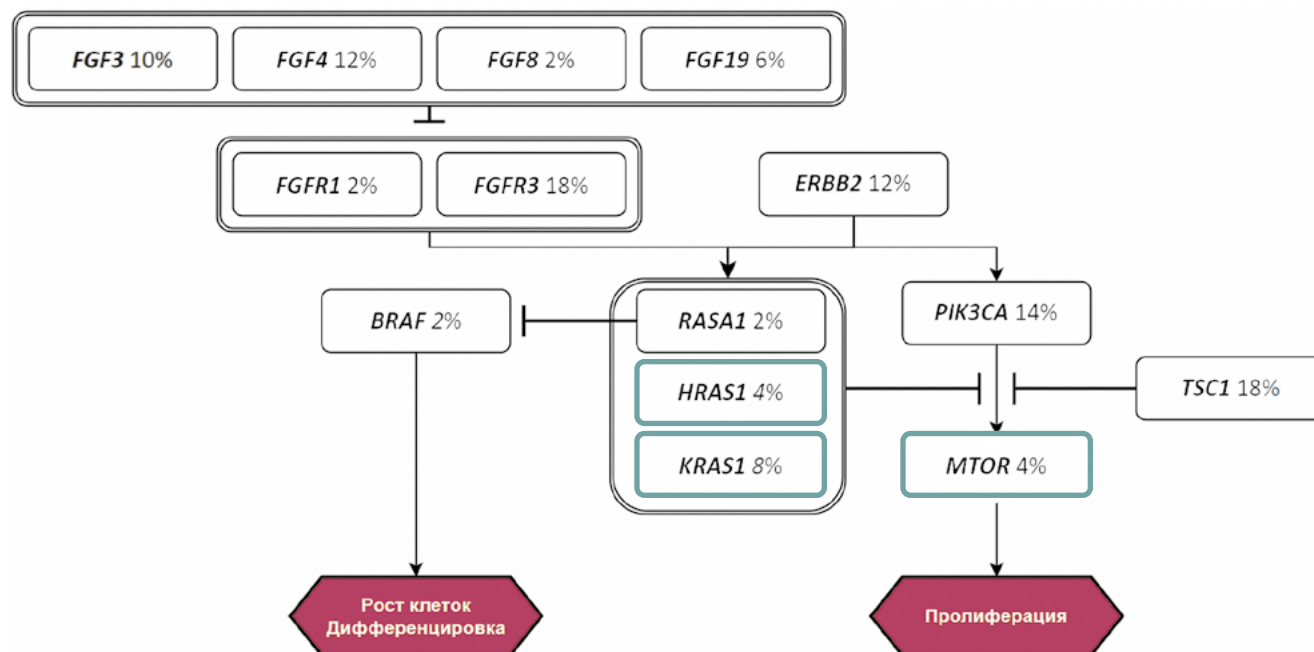 FGF3 10% FGF4 12% FGF8 2% FGF19 6%
FGFR1 2% FGFR3 18% ERBB2 12%
BRAF 2% RASA1 2% PIK3CA 14%
HRAS1 4% TSC1 18%
KRAS1 8% MTOR 4%
Рост клеток
Дифференцировка
Пролиферация